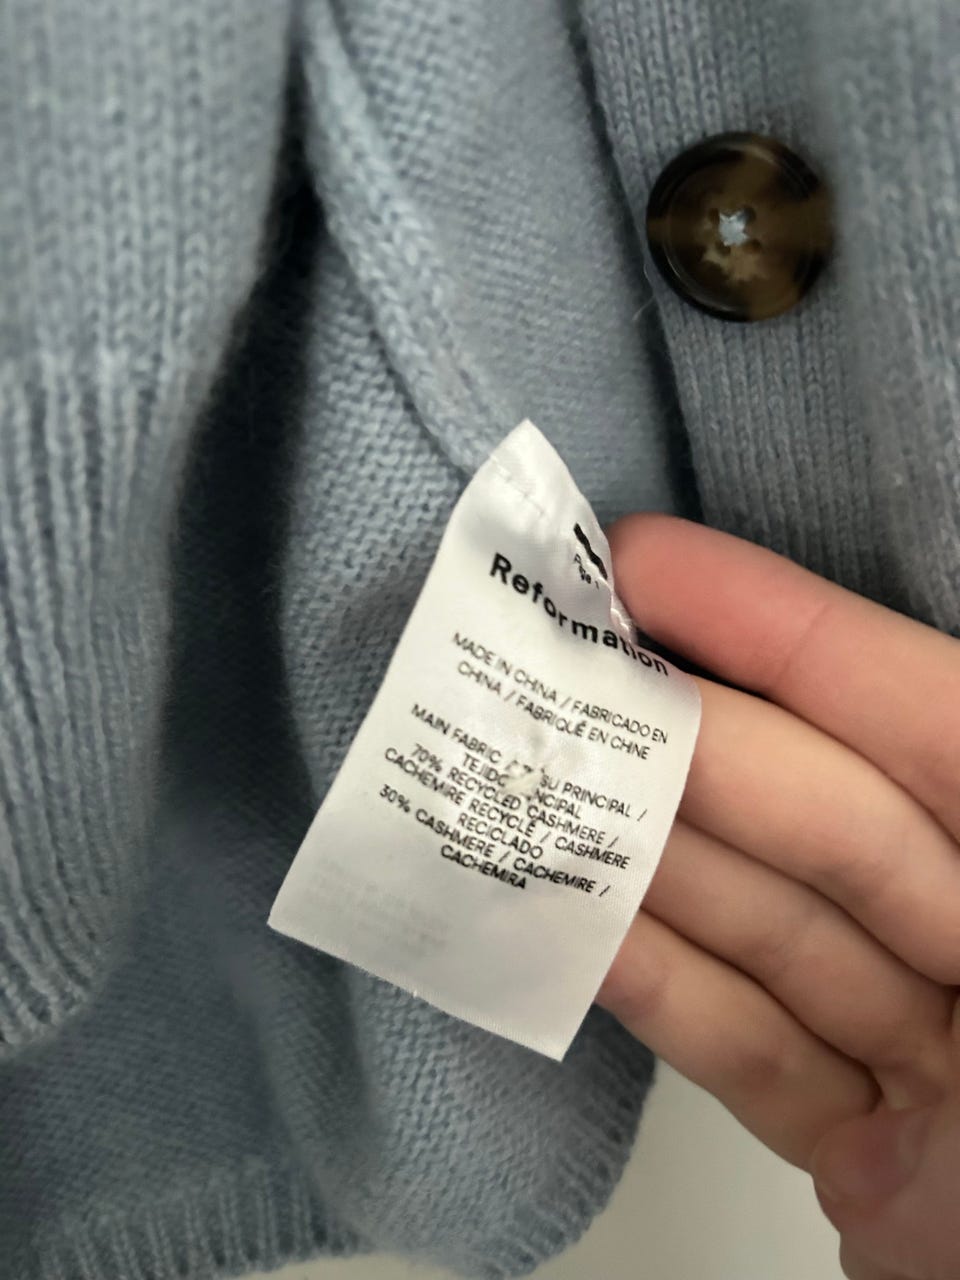 Reformation
MADE IN CHINA / FABRICADO EN
CHINA / FABRIQUÉ EN CHINE
MAIN FABRIC SU PRINCIPAL /
70% RECYCLED CASHMERE /
CACHEMIRE RECYCLÉ / CASHMERE
RECICLADO
30% CASHMERE / CACHEMIRE /
CACHEMIRA